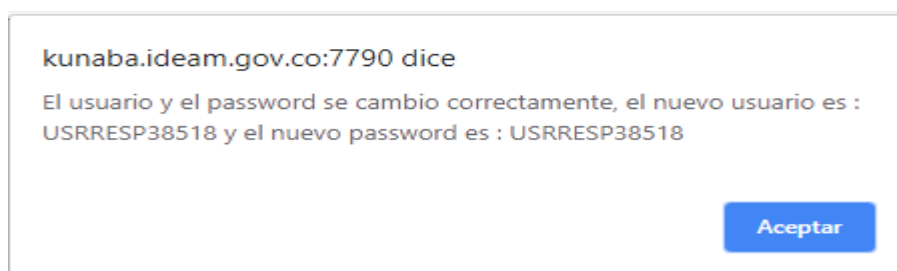 kunaba.ideam.gov.co:7790 dice
El usuario y el password se cambio correctamente, el nuevo usuario es :
USRRESP38518 y el nuevo password es : USRRESP38518
Aceptar